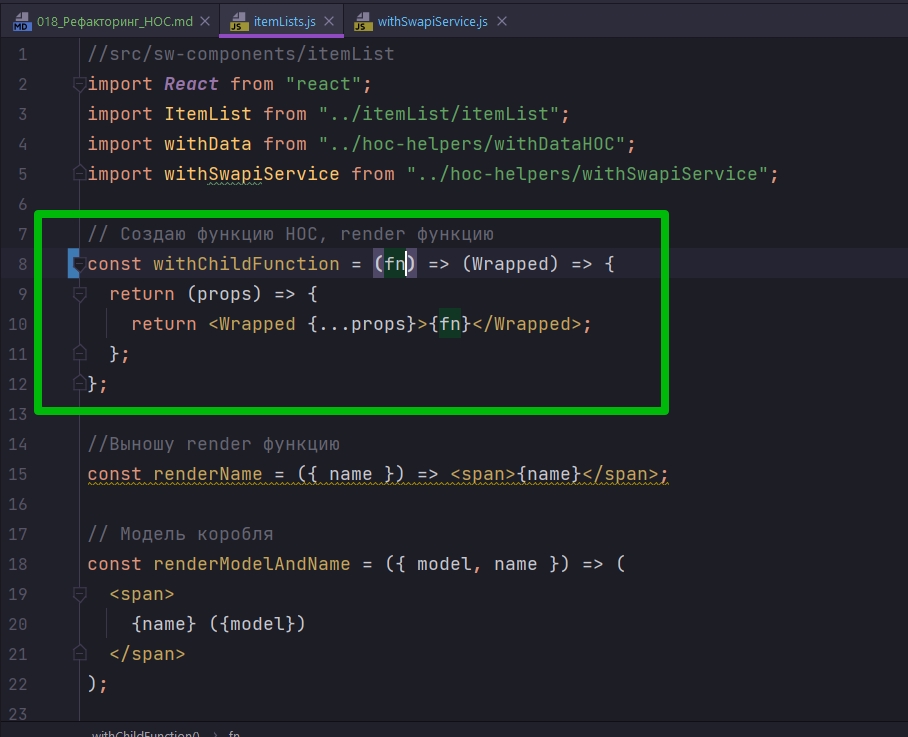 018_Рефакторинг_HOC.md
itemLists.js
withSwapiService.js
1 //src/sw-components/itemList
2 import React from "react";
3 import ItemList from "../itemList/itemList";
4 import withData from "../hoc-helpers/withDataHOC";
5 import withSwapiService from "../hoc-helpers/withSwapiService";
6
7 // Создаю функцию HOC, render функцию
8 const withChildFunction = (fn) => (Wrapped) => {
9 return (props) => {
10 return <Wrapped {...props}>{fn}</Wrapped>;
11 };
12 };
13
14 //Выношу render функцию
15 const renderName = ({ name }) => <span>{name}</span>;
16
17 // Модель коробля
18 const renderModelAndName = ({ model, name }) => (
19 <span>
20 {name} ({model})
21 </span>
22 );
23
withChildFunction() > fn